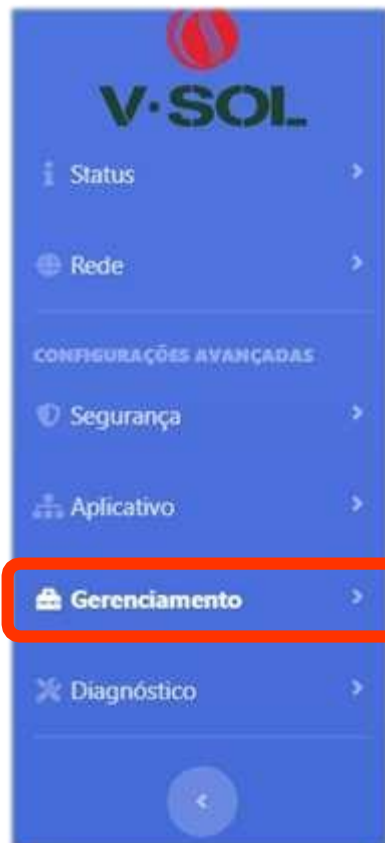 V·SOL
Status
Rede
CONFIGURAÇÕES AVANÇADAS
Segurança
Aplicativo
Gerenciamento
Diagnóstico